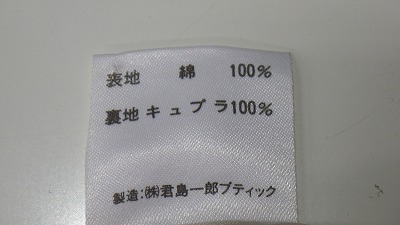 表地 綿 100%
裏地キュプラ100%
製造:㈱君島一郎ブティック